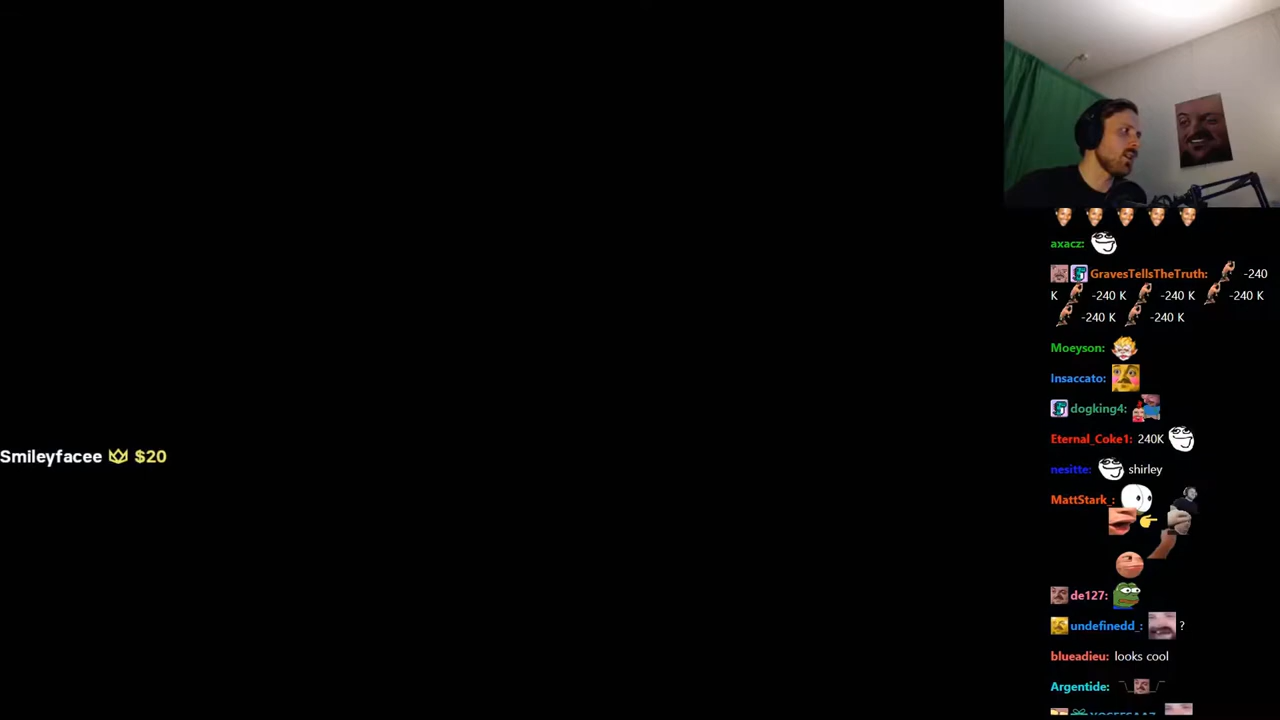 axacz:
GravesTellsTheTruth: -240
K -240 K -240 K -240 K
-240 K -240 K
Moeyson:
Insaccato:
dogking4:
Eternal_Coke1: 240K
Smileyfacee $20
nesitte: shirley
MattStark_:
de127:
undefinedd_: ?
blueadieu: looks cool
Argentide: